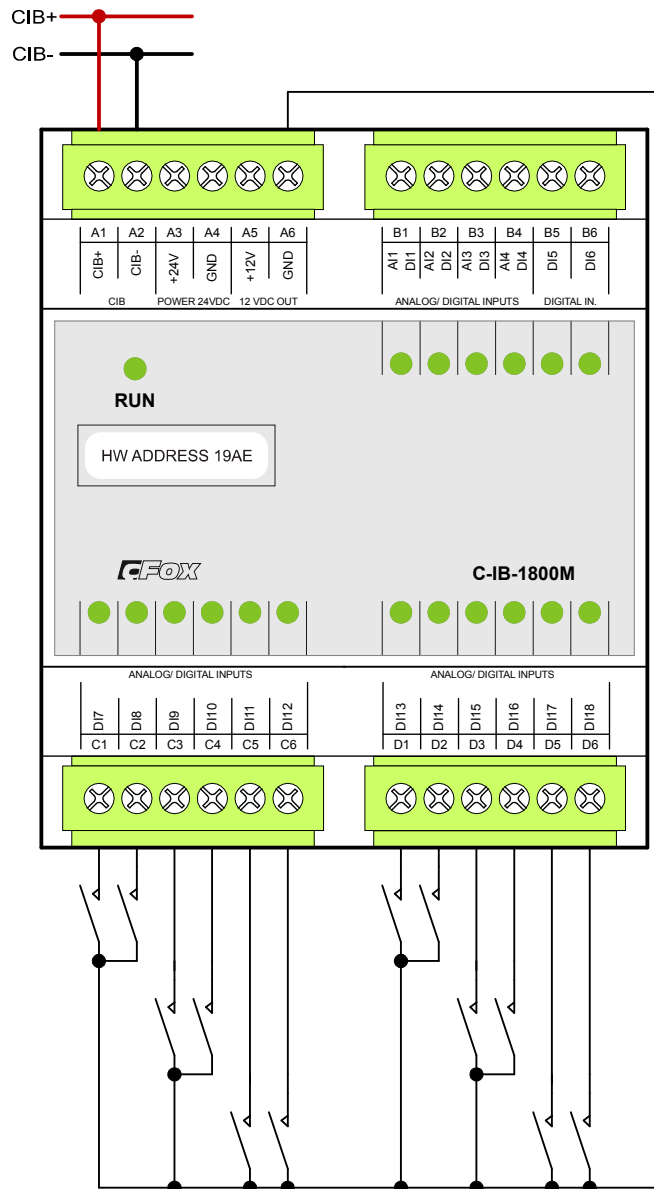 CIB+
CIB-
A1 A2 A3 A4 A5 A6
CIB+ CIB- +24V GND +12V GND
CIB POWER 24VDC 12 VDC OUT
B1 B2 B3 B4 B5 B6
AI1 DI1 AI2 DI2 AI3 DI3 AI4 DI4 DI5 DI6
ANALOG/ DIGITAL INPUTS DIGITAL IN.
RUN
HW ADDRESS 19AE
CFOX
C-IB-1800M
ANALOG/ DIGITAL INPUTS
DI7 DI8 DI9 DI10 DI11 DI12
C1 C2 C3 C4 C5 C6
ANALOG/ DIGITAL INPUTS
DI13 DI14 DI15 DI16 DI17 DI18
D1 D2 D3 D4 D5 D6